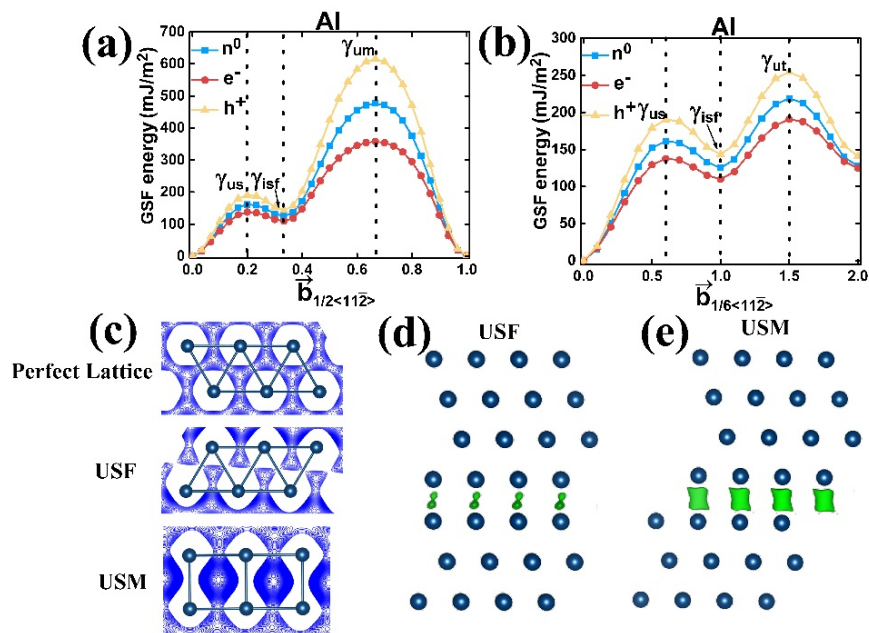 (a)
Al
GSF energy (mJ/m²)
700
600
500
400
300
200
100
0
n⁰
e⁻
h⁺
γus
γisf
γum
0.0 0.2 0.4 0.6 0.8 1.0
b⃗ 1/2<112̄>
(b)
Al
GSF energy (mJ/m²)
300
250
200
150
100
50
0
n⁰
e⁻
h⁺
γus
γisf
γut
0.0 0.5 1.0 1.5 2.0
b⃗ 1/6<112̄>
(c)
Perfect Lattice
USF
USM
(d)
USF
(e)
USM